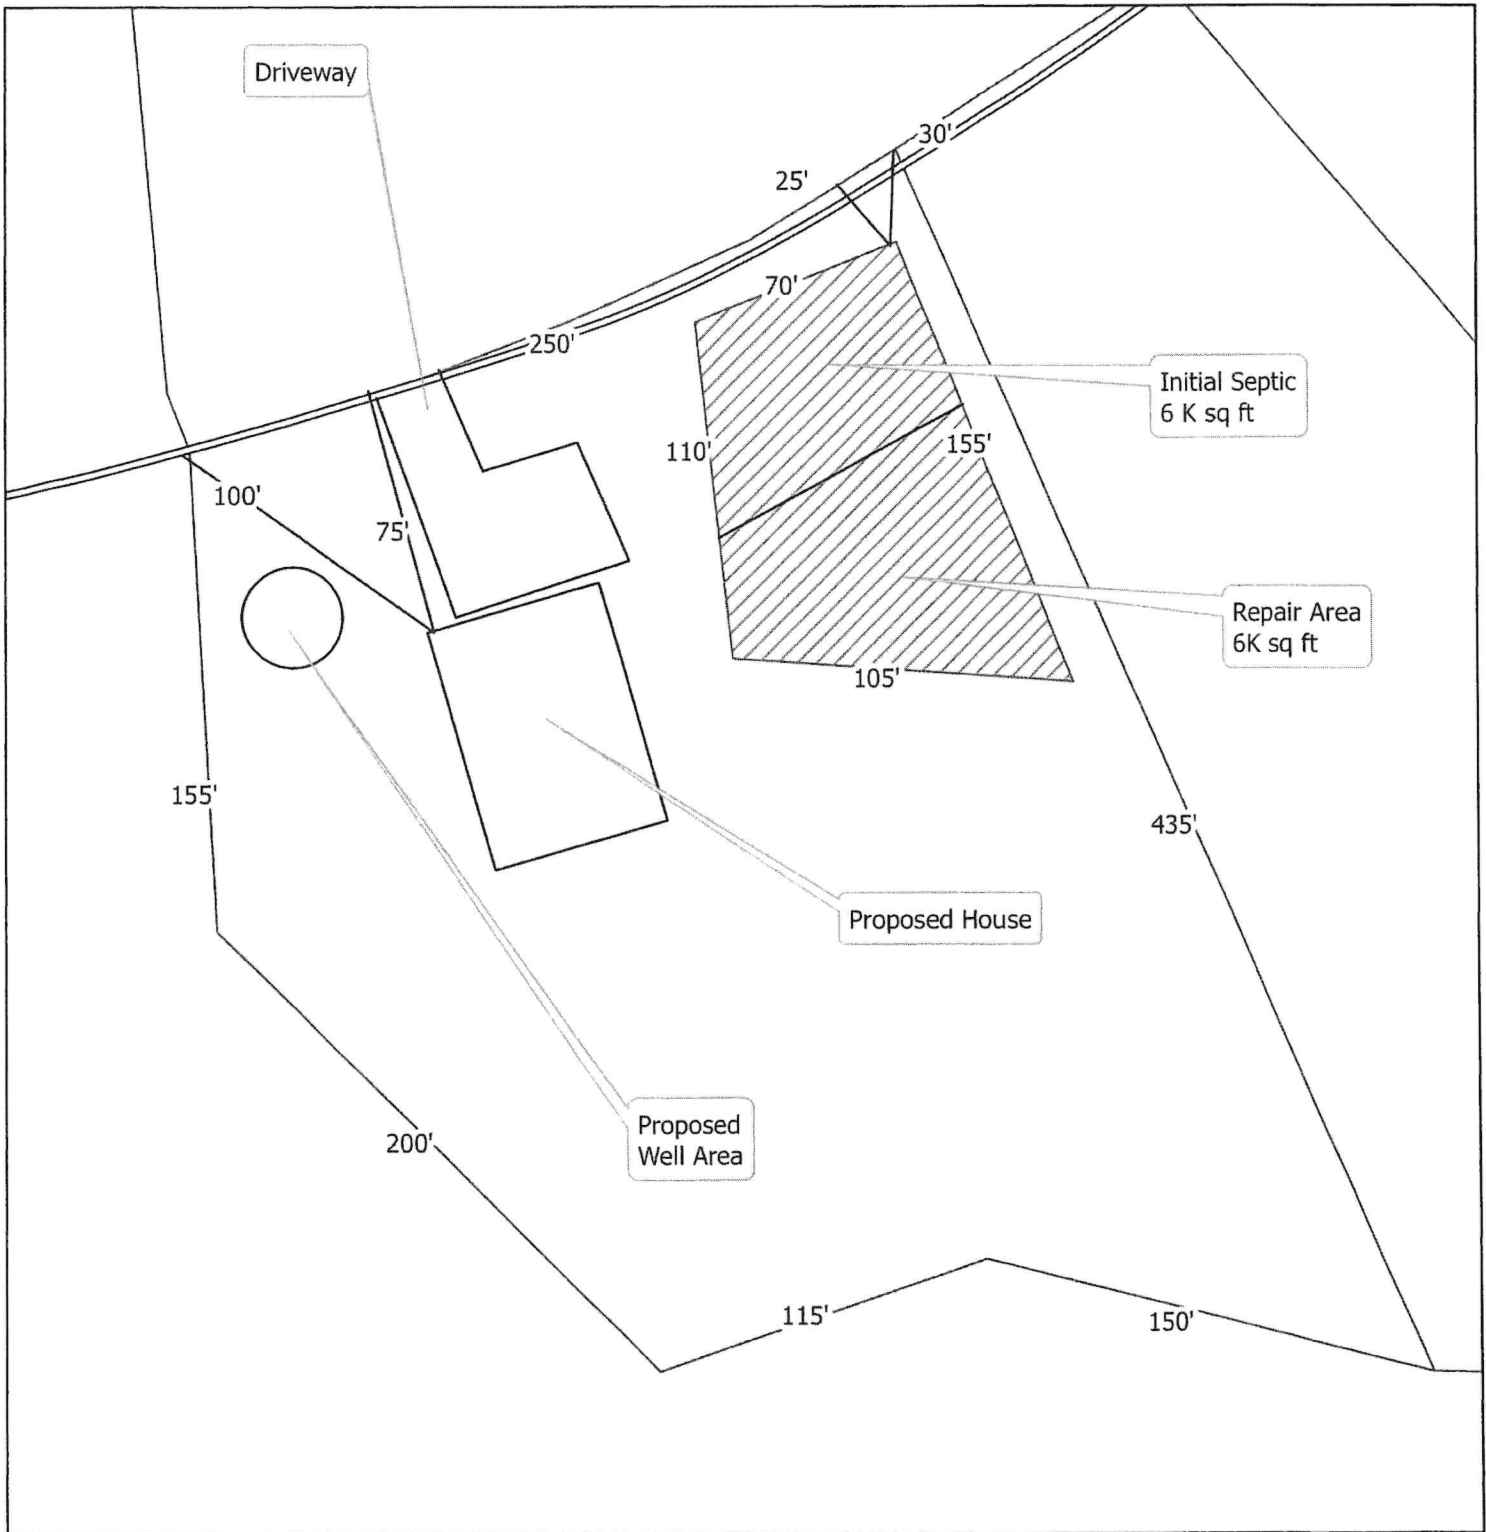 Driveway
30'
25'
70'
250'
Initial Septic
6 K sq ft
110'
155'
100'
75'
Repair Area
6K sq ft
105'
155'
435'
Proposed House
Proposed
Well Area
200'
115'
150'